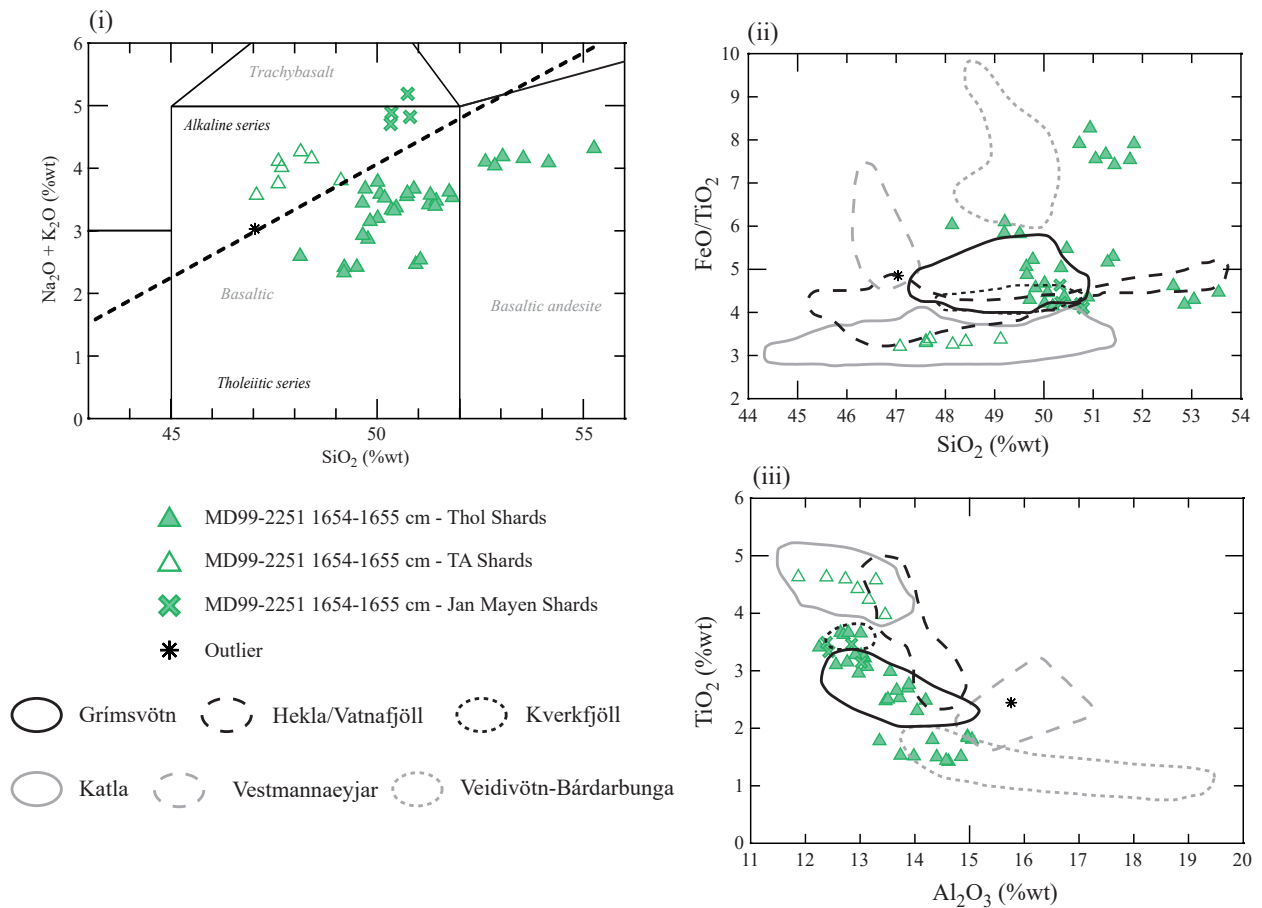 (i)
6
5
4
3
2
1
0
Na₂O + K₂O (%wt)
Trachybasalt
Alkaline series
Basaltic
Basaltic andesite
Tholeiitic series
45
50
55
SiO₂ (%wt)
(ii)
10
9
8
7
6
5
4
3
2
FeO/TiO₂
44
45
46
47
48
49
50
51
52
53
54
SiO₂ (%wt)
MD99-2251 1654-1655 cm - Thol Shards
MD99-2251 1654-1655 cm - TA Shards
MD99-2251 1654-1655 cm - Jan Mayen Shards
Outlier
Grímsvötn
Hekla/Vatnafjöll
Kverkfjöll
Katla
Vestmannaeyjar
Veidivötn-Bárdarbunga
(iii)
6
5
4
3
2
1
0
TiO₂ (%wt)
11
12
13
14
15
16
17
18
19
20
Al₂O₃ (%wt)